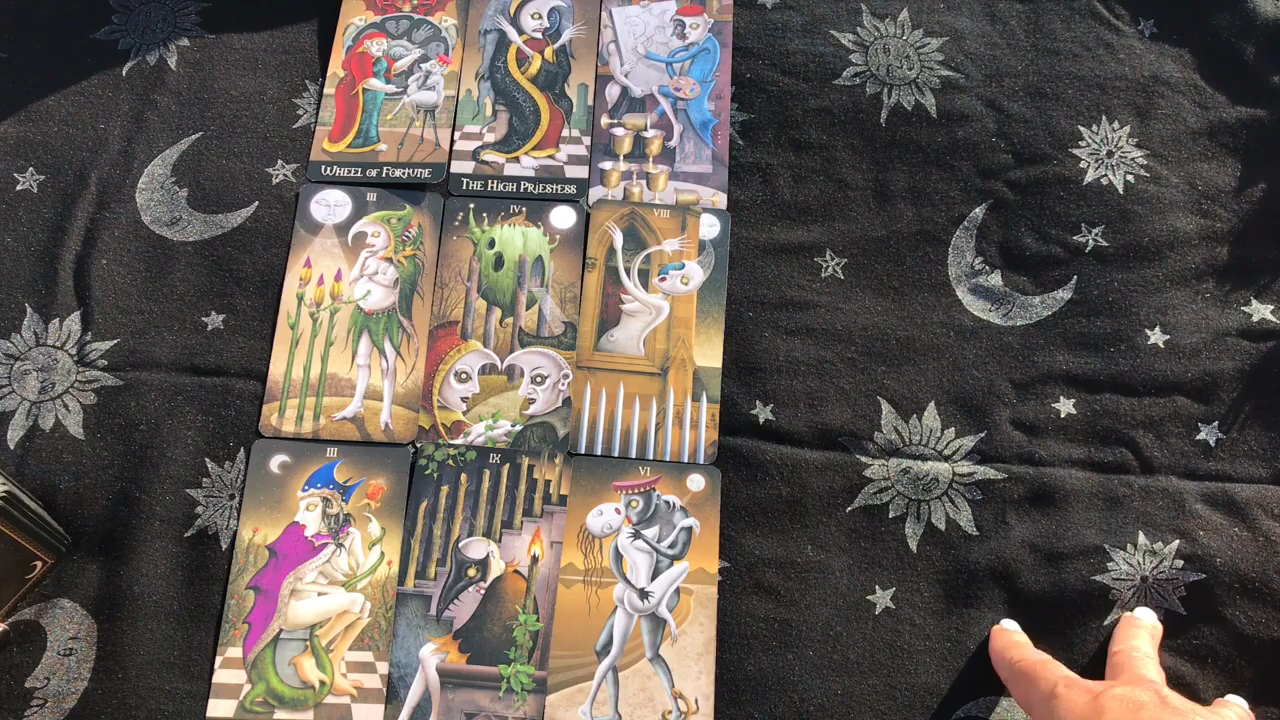 Wheel of Fortune
The High Priestess
III
IV
VIII
III
IX
VI